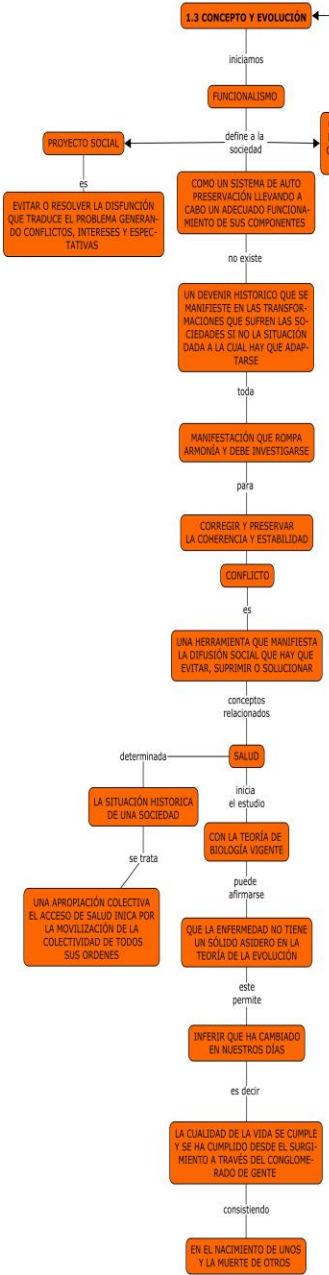 1.3 CONCEPTO Y EVOLUCIÓN
iniciamos
FUNCIONALISMO
define a la
sociedad
PROYECTO SOCIAL
es
EVITAR O RESOLVER LA DISFUNCIÓN
QUE TRADUCE EL PROBLEMA GENERAN-
DO CONFLICTOS, INTERESES Y ESPEC-
TATIVAS
COMO UN SISTEMA DE AUTO
PRESERVACIÓN LLEVANDO A
CABO UN ADECUADO FUNCIONA-
MIENTO DE SUS COMPONENTES
no existe
UN DEVENIR HISTORICO QUE SE
MANIFIESTE EN LAS TRANSFOR-
MACIONES QUE SUFREN LAS SO-
CIEDADES SI NO LA SITUACIÓN
DADA A LA CUAL HAY QUE ADAP-
TARSE
toda
MANIFESTACIÓN QUE ROMPA
ARMONÍA Y DEBE INVESTIGARSE
para
CORREGIR Y PRESERVAR
LA COHERENCIA Y ESTABILIDAD
CONFLICTO
es
UNA HERRAMIENTA QUE MANIFIESTA
LA DIFUSIÓN SOCIAL QUE HAY QUE
EVITAR, SUPRIMIR O SOLUCIONAR
conceptos
relacionados
SALUD
determinada
LA SITUACIÓN HISTORICA
DE UNA SOCIEDAD
se trata
UNA APROPIACIÓN COLECTIVA
EL ACCESO DE SALUD INICA POR
LA MOVILIZACIÓN DE LA
COLECTIVIDAD DE TODOS
SUS ORDENES
inicia
el estudio
CON LA TEORÍA DE
BIOLOGÍA VIGENTE
puede
afirmarse
QUE LA ENFERMEDAD NO TIENE
UN SÓLIDO ASIDERO EN LA
TEORÍA DE LA EVOLUCIÓN
este
permite
INFERIR QUE HA CAMBIADO
EN NUESTROS DÍAS
es decir
LA CUALIDAD DE LA VIDA SE CUMPLE
Y SE HA CUMPLIDO DESDE EL SURGI-
MIENTO A TRAVÉS DEL CONGLOME-
RADO DE GENTE
consistiendo
EN EL NACIMIENTO DE UNOS
Y LA MUERTE DE OTROS